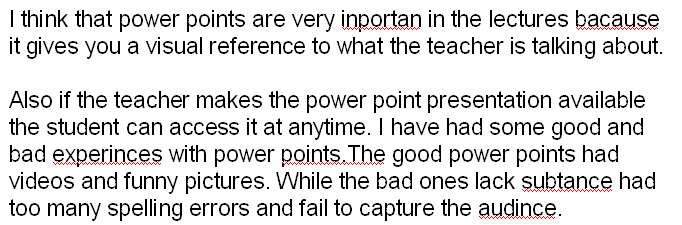 I think that power points are very inportan in the lectures bacause
it gives you a visual reference to what the teacher is talking about.
Also if the teacher makes the power point presentation available
the student can access it at anytime. I have had some good and
bad experinces with power points.The good power points had
videos and funny pictures. While the bad ones lack subtance had
too many spelling errors and fail to capture the audince.